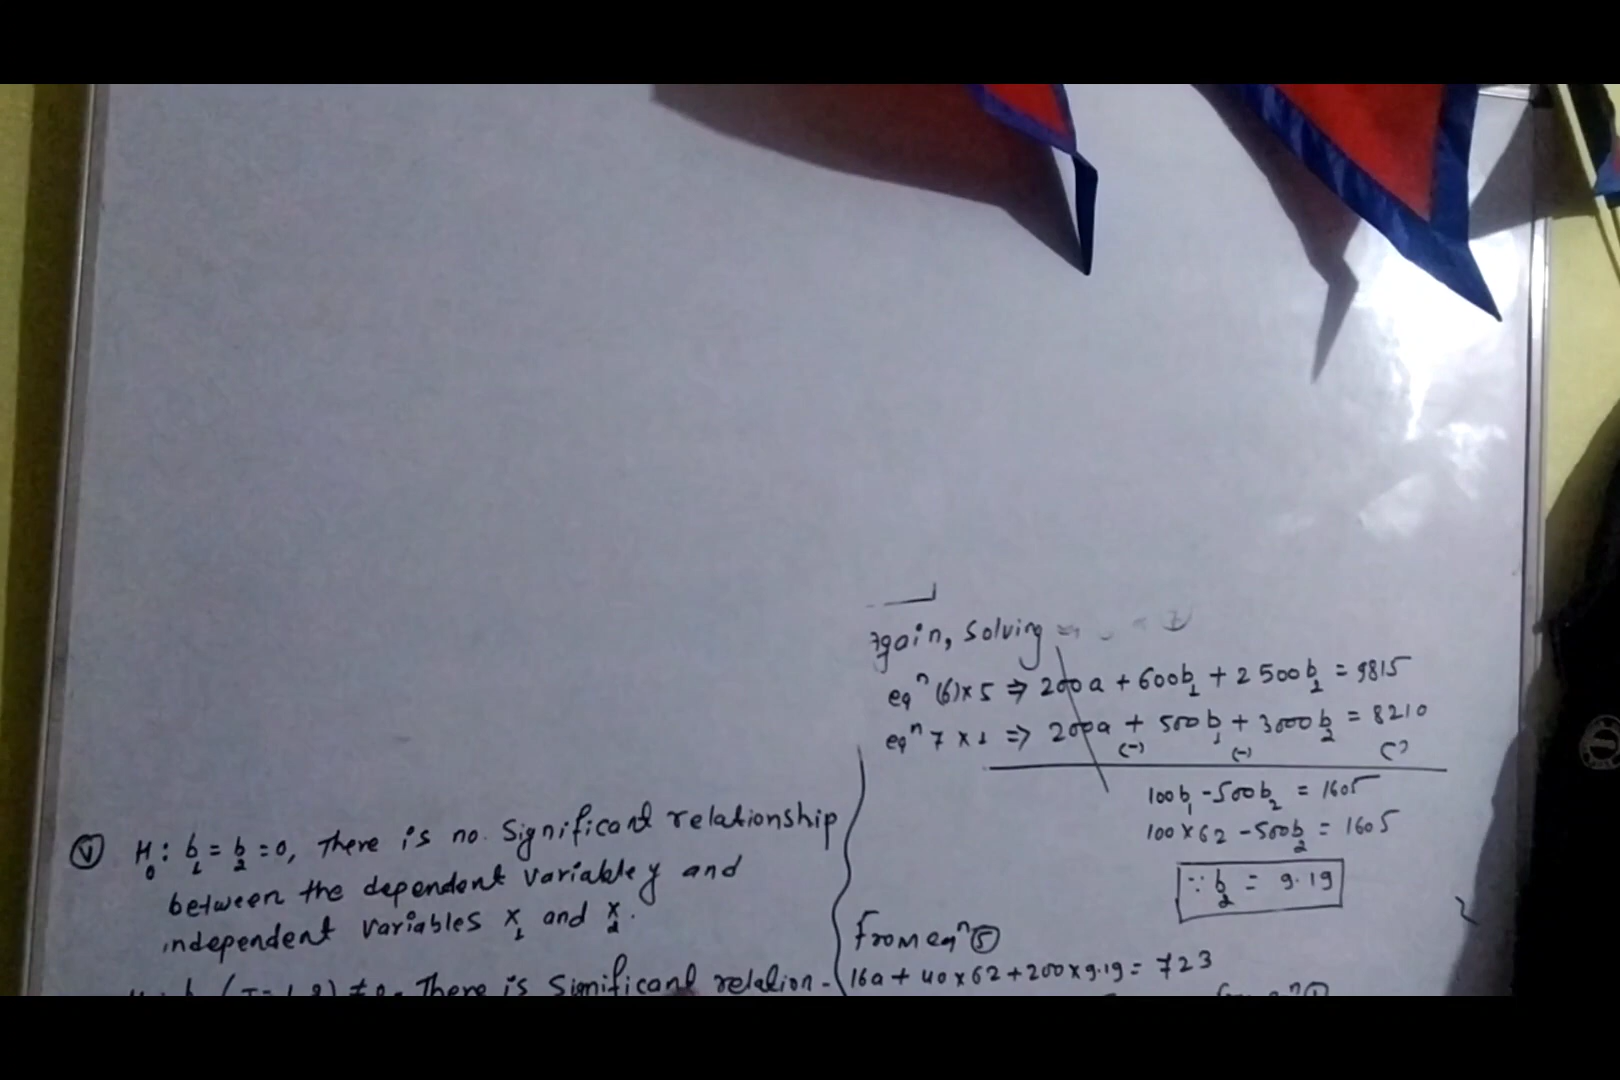 Again, Solving
eqⁿ (6)x5 ⇒ 200a + 600b₁ + 2500b₂ = 9815
eqⁿ 7 x 1 ⇒ 200a + 500b₁ + 3000b₂ = 8210
(-) (-) (-)
100b₁ - 500b₂ = 1605
100 x 62 - 500b₂ = 1605
∵ b₂ = 9.19
From eqⁿ ⑤
16a + 40 x 62 + 200 x 9.19 = 723
Ⓥ H₀ : b₁ = b₂ = 0, There is no Significant relationship
between the dependent variable y and
independent variables x₁ and x₂.
There is Significant relation -